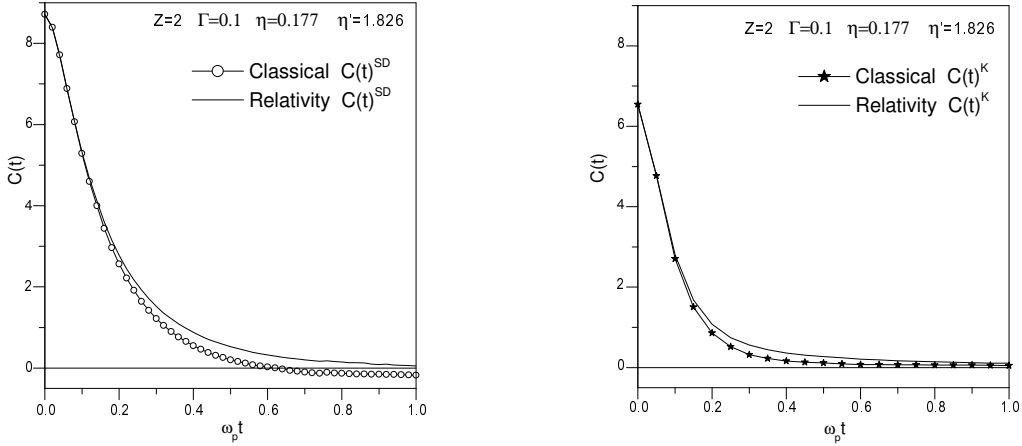 Z=2 Γ=0.1 η=0.177 η'=1.826
Classical C(t)^SD
Relativity C(t)^SD
C(t)
8
6
4
2
0
0.0 0.2 0.4 0.6 0.8 1.0
ω_p t
Z=2 Γ=0.1 η=0.177 η'=1.826
Classical C(t)^K
Relativity C(t)^K
C(t)
8
6
4
2
0
0.0 0.2 0.4 0.6 0.8 1.0
ω_p t